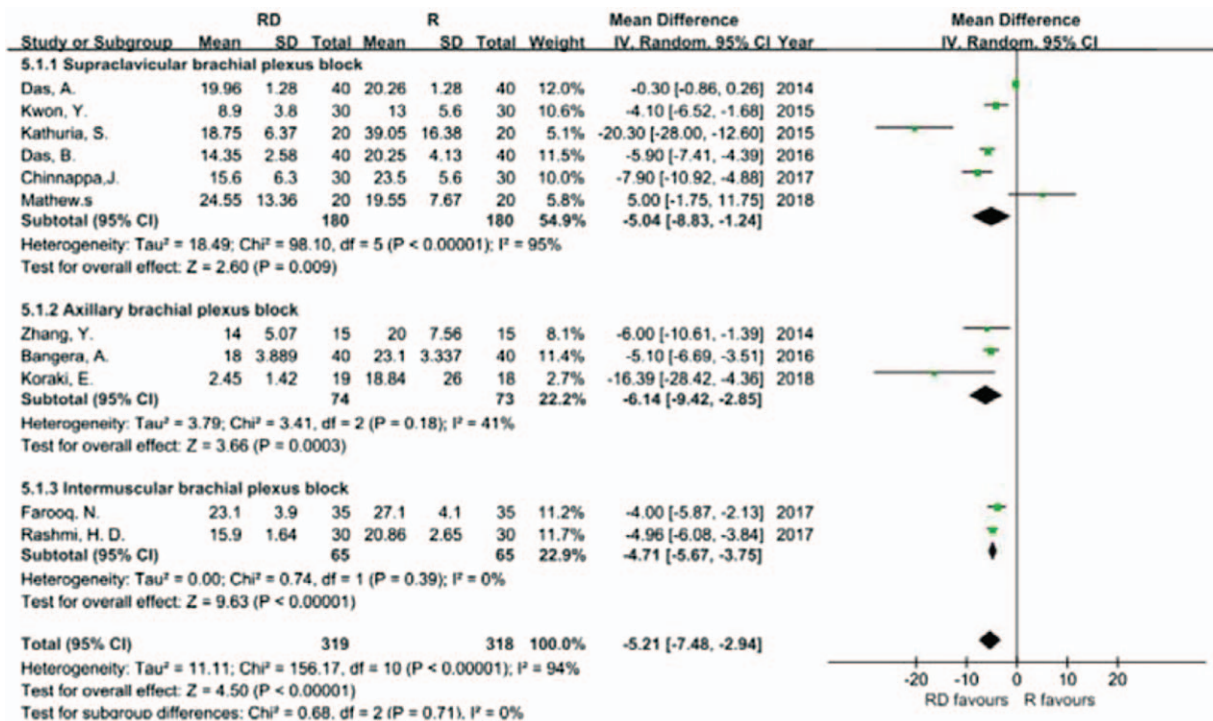 RD R Mean Difference Mean Difference
Study or Subgroup Mean SD Total Mean SD Total Weight IV. Random. 95% CI Year IV. Random. 95% CI
5.1.1 Supraclavicular brachial plexus block
Das, A. 19.96 1.28 40 20.26 1.28 40 12.0% -0.30 [-0.86, 0.26] 2014
Kwon, Y. 8.9 3.8 30 13 5.6 30 10.6% -4.10 [-6.52, -1.68] 2015
Kathuria, S. 18.75 6.37 20 39.05 16.38 20 5.1% -20.30 [-28.00, -12.60] 2015
Das, B. 14.35 2.58 40 20.25 4.13 40 11.5% -5.90 [-7.41, -4.39] 2016
Chinnappa,J. 15.6 6.3 30 23.5 5.6 30 10.0% -7.90 [-10.92, -4.88] 2017
Mathew.s 24.55 13.36 20 19.55 7.67 20 5.8% 5.00 [-1.75, 11.75] 2018
Subtotal (95% CI) 180 180 54.9% -5.04 [-8.83, -1.24]
Heterogeneity: Tau² = 18.49; Chi² = 98.10, df = 5 (P < 0.00001); I² = 95%
Test for overall effect: Z = 2.60 (P = 0.009)
5.1.2 Axillary brachial plexus block
Zhang, Y. 14 5.07 15 20 7.56 15 8.1% -6.00 [-10.61, -1.39] 2014
Bangera, A. 18 3.889 40 23.1 3.337 40 11.4% -5.10 [-6.69, -3.51] 2016
Koraki, E. 2.45 1.42 19 18.84 26 18 2.7% -16.39 [-28.42, -4.36] 2018
Subtotal (95% CI) 74 73 22.2% -6.14 [-9.42, -2.85]
Heterogeneity: Tau² = 3.79; Chi² = 3.41, df = 2 (P = 0.18); I² = 41%
Test for overall effect: Z = 3.66 (P = 0.0003)
5.1.3 Intermuscular brachial plexus block
Farooq, N. 23.1 3.9 35 27.1 4.1 35 11.2% -4.00 [-5.87, -2.13] 2017
Rashmi, H. D. 15.9 1.64 30 20.86 2.65 30 11.7% -4.96 [-6.08, -3.84] 2017
Subtotal (95% CI) 65 65 22.9% -4.71 [-5.67, -3.75]
Heterogeneity: Tau² = 0.00; Chi² = 0.74, df = 1 (P = 0.39); I² = 0%
Test for overall effect: Z = 9.63 (P < 0.00001)
Total (95% CI) 319 318 100.0% -5.21 [-7.48, -2.94]
Heterogeneity: Tau² = 11.11; Chi² = 156.17, df = 10 (P < 0.00001); I² = 94%
Test for overall effect: Z = 4.50 (P < 0.00001)
Test for subgroup differences: Chi² = 0.68, df = 2 (P = 0.71), I² = 0%
-20 -10 0 10 20
RD favours R favours